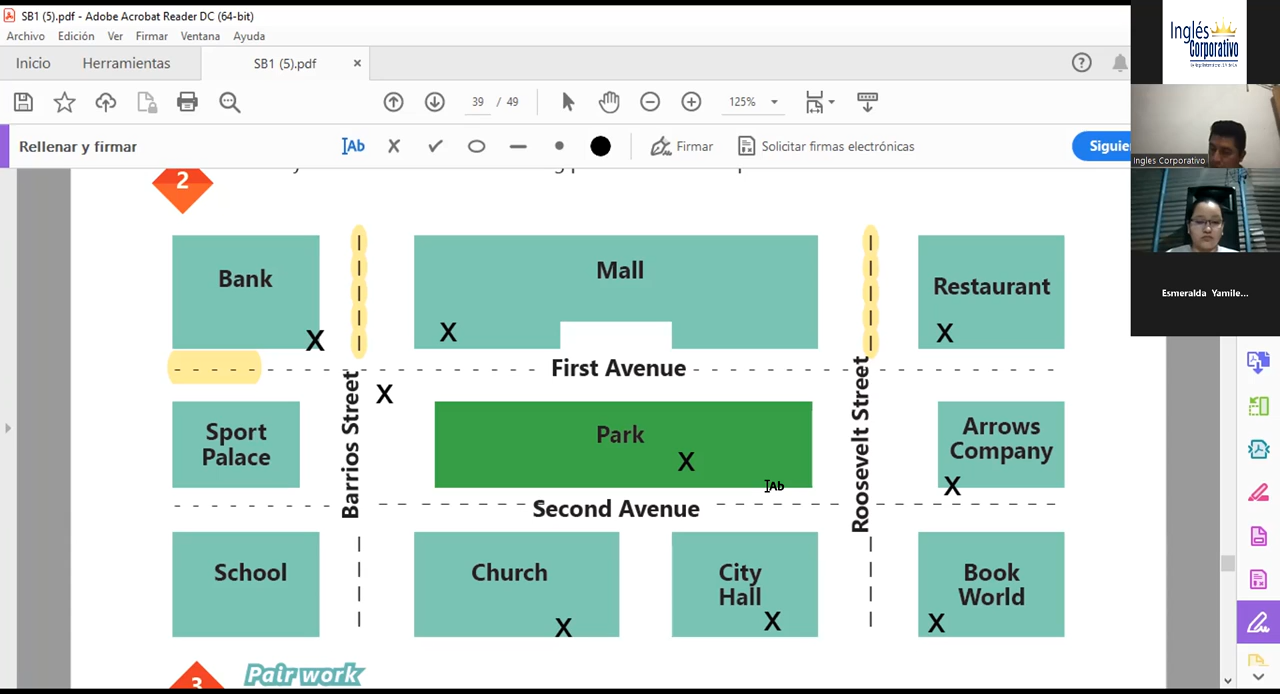 SB1 (5).pdf - Adobe Acrobat Reader DC (64-bit)
Archivo Edición Ver Firmar Ventana Ayuda
Inicio Herramientas SB1 (5).pdf ×
39 / 49 125%
Rellenar y firmar Ab Firmar Solicitar firmas electrónicas Siguie
Inglés
Corporativo
Ingles Corporativo
Esmeralda Yamile...
2
Bank Mall Restaurant
X X X
First Avenue
X
Barrios Street
Roosevelt Street
Sport
Palace
Park
X
Arrows
Company
X
Ab
Second Avenue
School Church
X
City
Hall
X
Book
World
X
3 Pair work